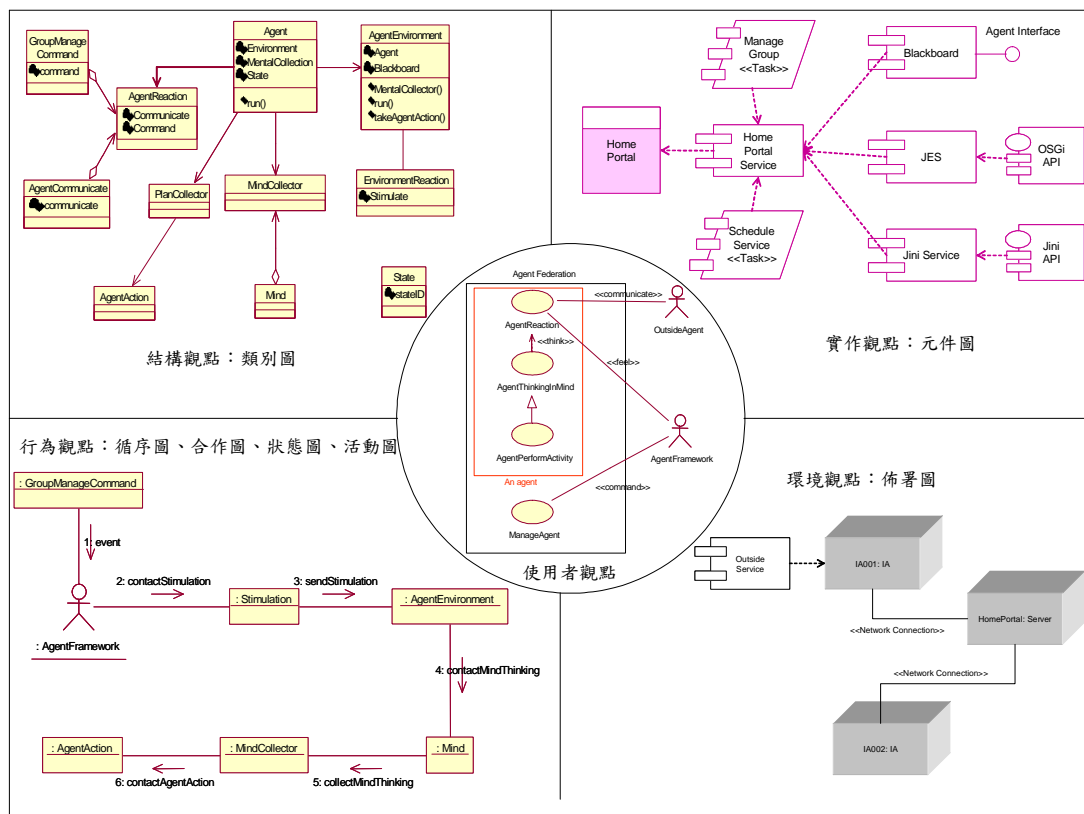 GroupManage
Command
command
AgentReaction
Communicate
Command
AgentCommunicate
communicate
Agent
Environment
MentalCollection
State
run()
AgentEnvironment
Agent
Blackboard
MentalCollector()
run()
takeAgentAction()
PlanCollector
MindCollector
EnvironmentReaction
Stimulate
AgentAction
Mind
State
stateID
結構觀點：類別圖
Manage
Group
<<Task>>
Blackboard
Agent Interface
Home
Portal
Home
Portal
Service
JES
OSGi
API
Schedule
Service
<<Task>>
Jini Service
Jini
API
實作觀點：元件圖
Agent Federation
<<communicate>>
AgentReaction
OutsideAgent
<<think>>
<<feel>>
AgentThinkingInMind
AgentPerformActivity
AgentFramework
An agent
<<command>>
ManageAgent
使用者觀點
行為觀點：循序圖、合作圖、狀態圖、活動圖
: GroupManageCommand
1: event
2: contactStimulation
3: sendStimulation
: Stimulation
: AgentEnvironment
: AgentFramework
4: contactMindThinking
: AgentAction
: MindCollector
: Mind
6: contactAgentAction
5: collectMindThinking
環境觀點：佈署圖
Outside
Service
IA001: IA
HomePortal: Server
<<Network Connection>>
<<Network Connection>>
IA002: IA